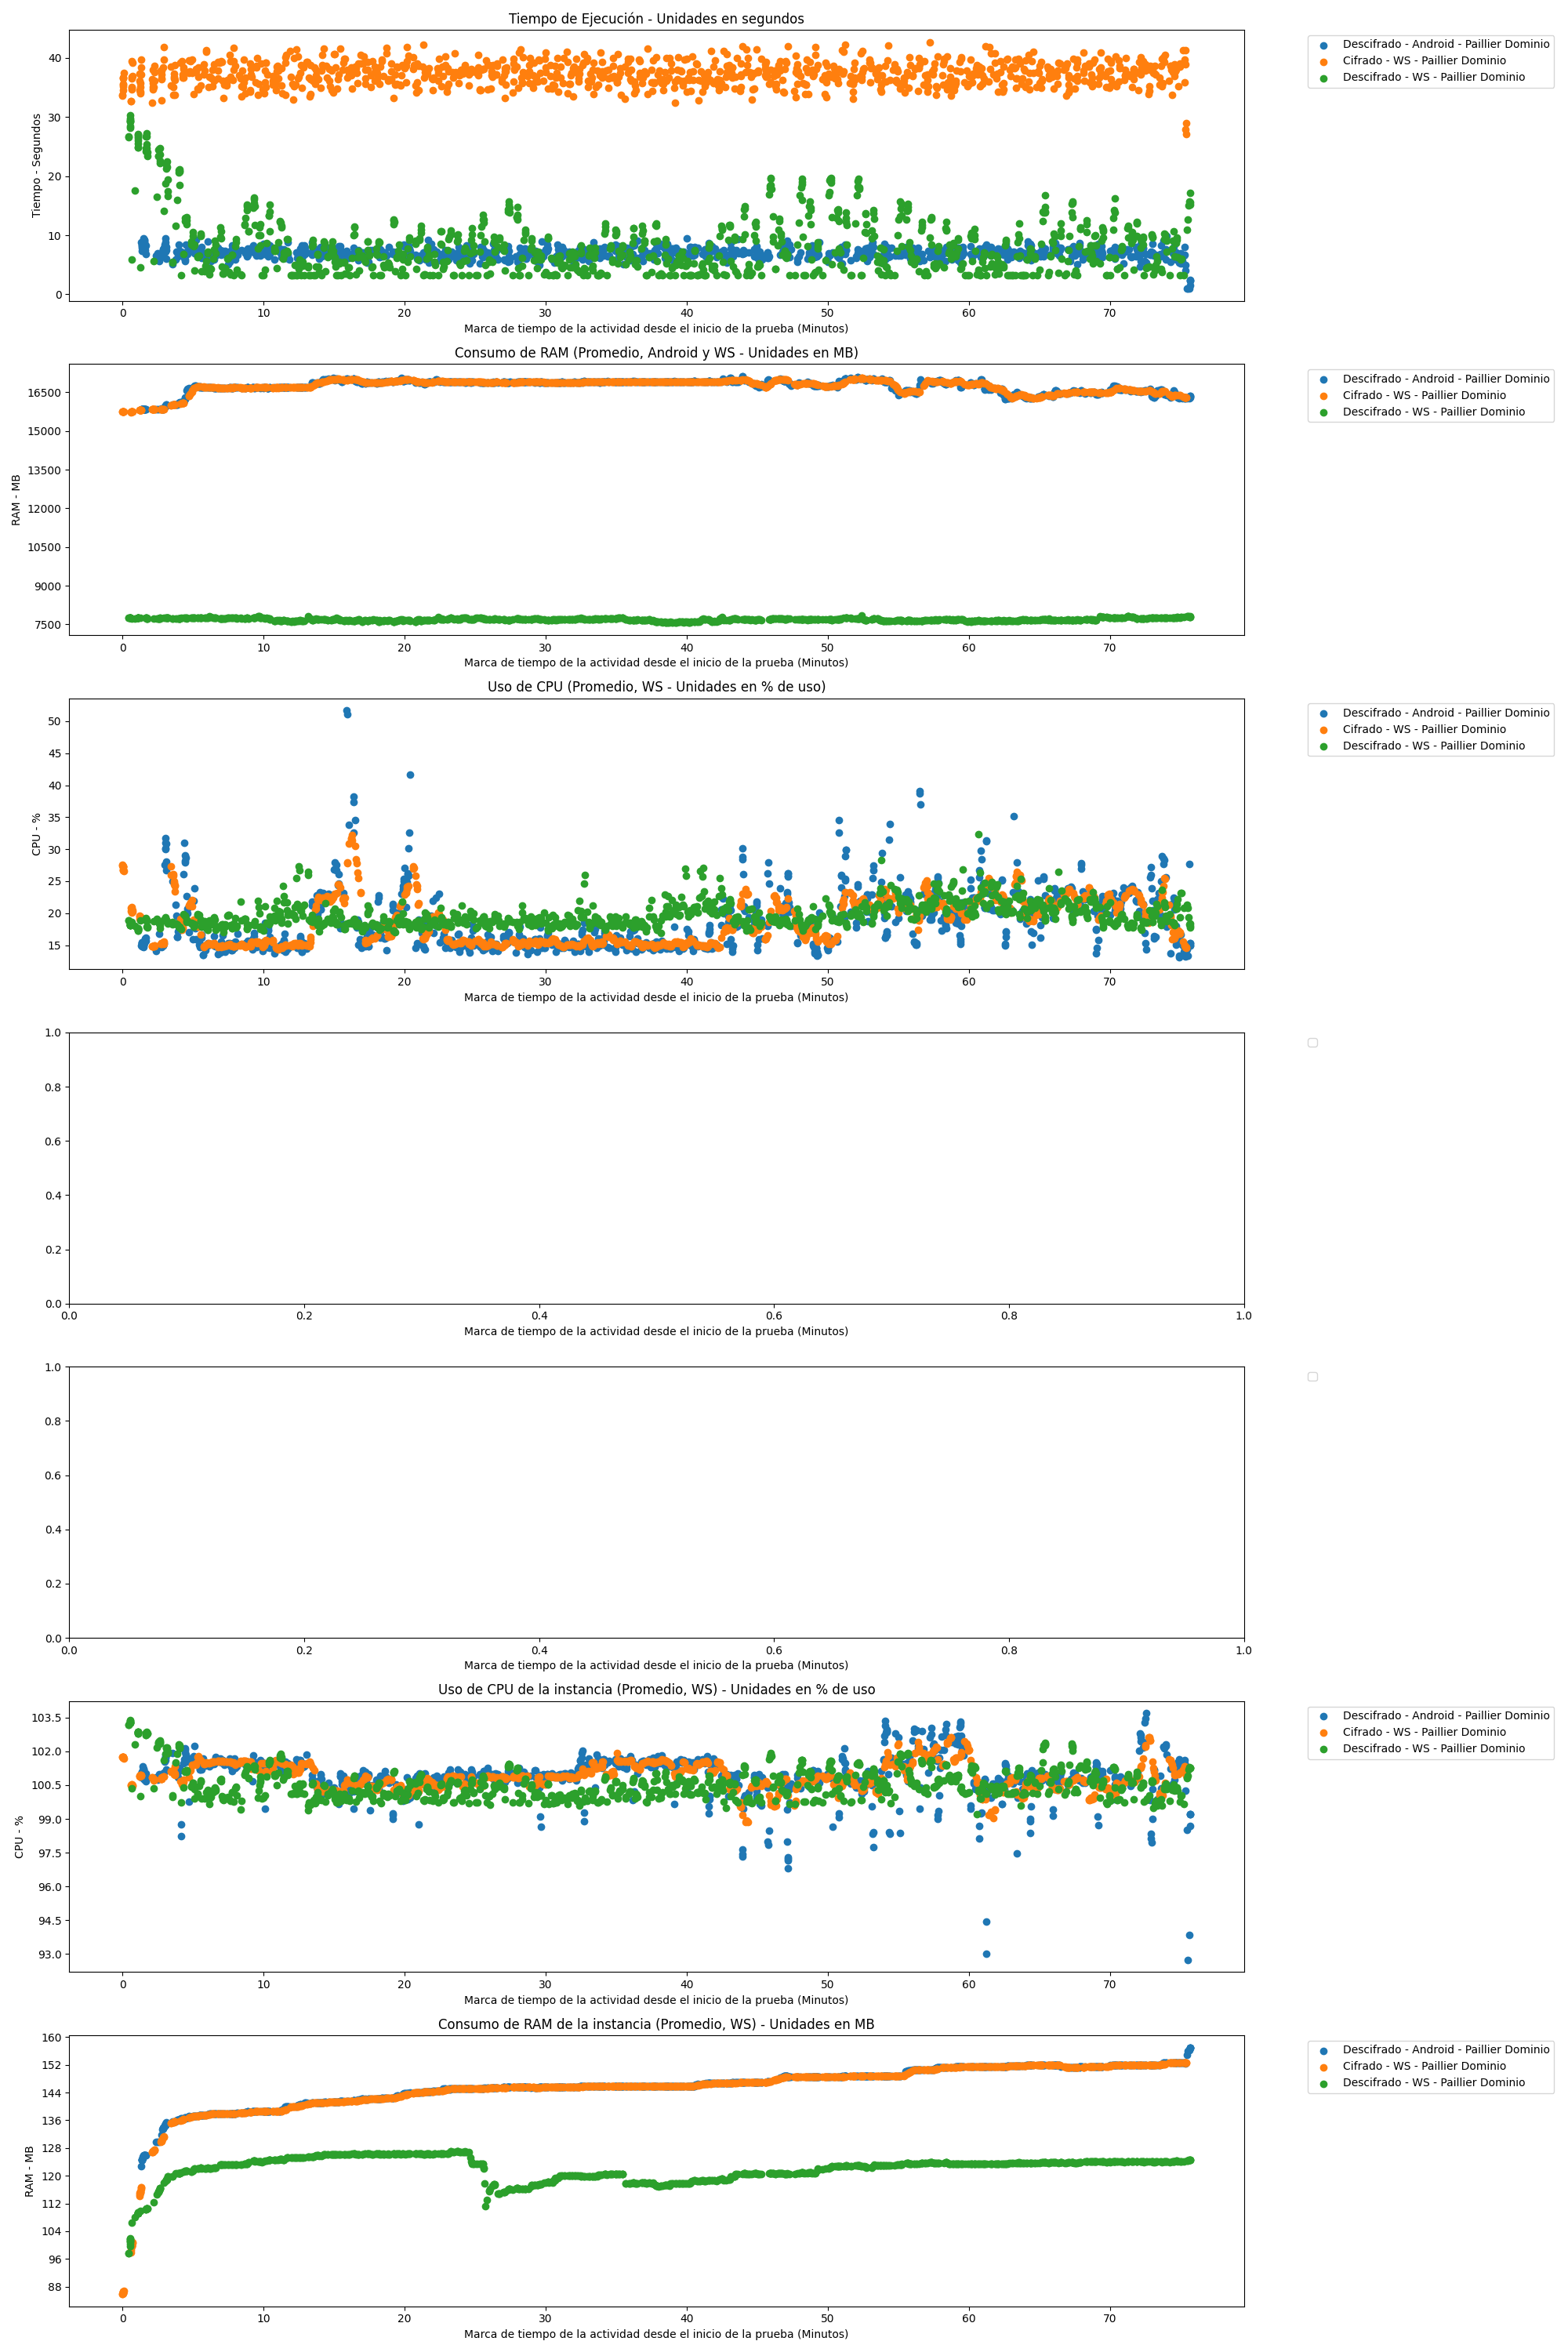 Tiempo de Ejecución - Unidades en segundos
Tiempo - Segundos
40
30
20
10
0
0 10 20 30 40 50 60 70
Marca de tiempo de la actividad desde el inicio de la prueba (Minutos)
Descifrado - Android - Paillier Dominio
Cifrado - WS - Paillier Dominio
Descifrado - WS - Paillier Dominio
Consumo de RAM (Promedio, Android y WS - Unidades en MB)
RAM - MB
16500
15000
13500
12000
10500
9000
7500
0 10 20 30 40 50 60 70
Marca de tiempo de la actividad desde el inicio de la prueba (Minutos)
Descifrado - Android - Paillier Dominio
Cifrado - WS - Paillier Dominio
Descifrado - WS - Paillier Dominio
Uso de CPU (Promedio, WS - Unidades en % de uso)
CPU - %
50
45
40
35
30
25
20
15
0 10 20 30 40 50 60 70
Marca de tiempo de la actividad desde el inicio de la prueba (Minutos)
Descifrado - Android - Paillier Dominio
Cifrado - WS - Paillier Dominio
Descifrado - WS - Paillier Dominio
1.0
0.8
0.6
0.4
0.2
0.0
0.0 0.2 0.4 0.6 0.8 1.0
Marca de tiempo de la actividad desde el inicio de la prueba (Minutos)
1.0
0.8
0.6
0.4
0.2
0.0
0.0 0.2 0.4 0.6 0.8 1.0
Marca de tiempo de la actividad desde el inicio de la prueba (Minutos)
Uso de CPU de la instancia (Promedio, WS) - Unidades en % de uso
CPU - %
103.5
102.0
100.5
99.0
97.5
96.0
94.5
93.0
0 10 20 30 40 50 60 70
Marca de tiempo de la actividad desde el inicio de la prueba (Minutos)
Descifrado - Android - Paillier Dominio
Cifrado - WS - Paillier Dominio
Descifrado - WS - Paillier Dominio
Consumo de RAM de la instancia (Promedio, WS) - Unidades en MB
RAM - MB
160
152
144
136
128
120
112
104
96
88
0 10 20 30 40 50 60 70
Marca de tiempo de la actividad desde el inicio de la prueba (Minutos)
Descifrado - Android - Paillier Dominio
Cifrado - WS - Paillier Dominio
Descifrado - WS - Paillier Dominio